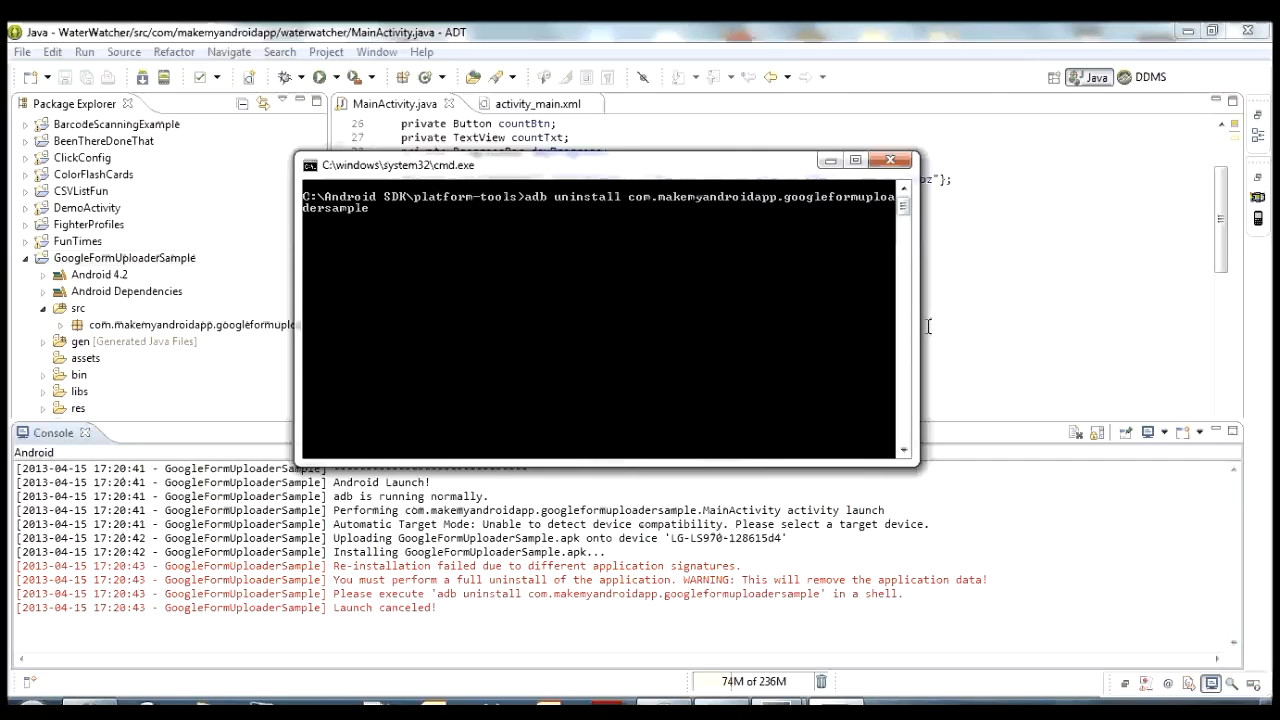 Java - WaterWatcher/src/com/makemyandroidapp/waterwatcher/MainActivity.java - ADT
File Edit Run Source Refactor Navigate Search Project Window Help
Java DDMS
Package Explorer
MainActivity.java activity_main.xml
BarcodeScanningExample
BeenThereDoneThat
ClickConfig
ColorFlashCards
CSVListFun
DemoActivity
FighterProfiles
FunTimes
GoogleFormUploaderSample
Android 4.2
Android Dependencies
src
com.makemyandroidapp.googleformuplo
gen [Generated Java Files]
assets
bin
libs
res
26 private Button countBtn;
27 private TextView countTxt;
oz"};
C:\windows\system32\cmd.exe
C:\Android SDK\platform-tools>adb uninstall com.makemyandroidapp.googleformuploa
dersample
Console
Android
[2013-04-15 17:20:41 - GoogleFormUploaderSample] ------------------------------
[2013-04-15 17:20:41 - GoogleFormUploaderSample] Android Launch!
[2013-04-15 17:20:41 - GoogleFormUploaderSample] adb is running normally.
[2013-04-15 17:20:41 - GoogleFormUploaderSample] Performing com.makemyandroidapp.googleformuploadersample.MainActivity activity launch
[2013-04-15 17:20:41 - GoogleFormUploaderSample] Automatic Target Mode: Unable to detect device compatibility. Please select a target device.
[2013-04-15 17:20:42 - GoogleFormUploaderSample] Uploading GoogleFormUploaderSample.apk onto device 'LG-LS970-128615d4'
[2013-04-15 17:20:42 - GoogleFormUploaderSample] Installing GoogleFormUploaderSample.apk...
[2013-04-15 17:20:43 - GoogleFormUploaderSample] Re-installation failed due to different application signatures.
[2013-04-15 17:20:43 - GoogleFormUploaderSample] You must perform a full uninstall of the application. WARNING: This will remove the application data!
[2013-04-15 17:20:43 - GoogleFormUploaderSample] Please execute 'adb uninstall com.makemyandroidapp.googleformuploadersample' in a shell.
[2013-04-15 17:20:43 - GoogleFormUploaderSample] Launch canceled!
74M of 236M